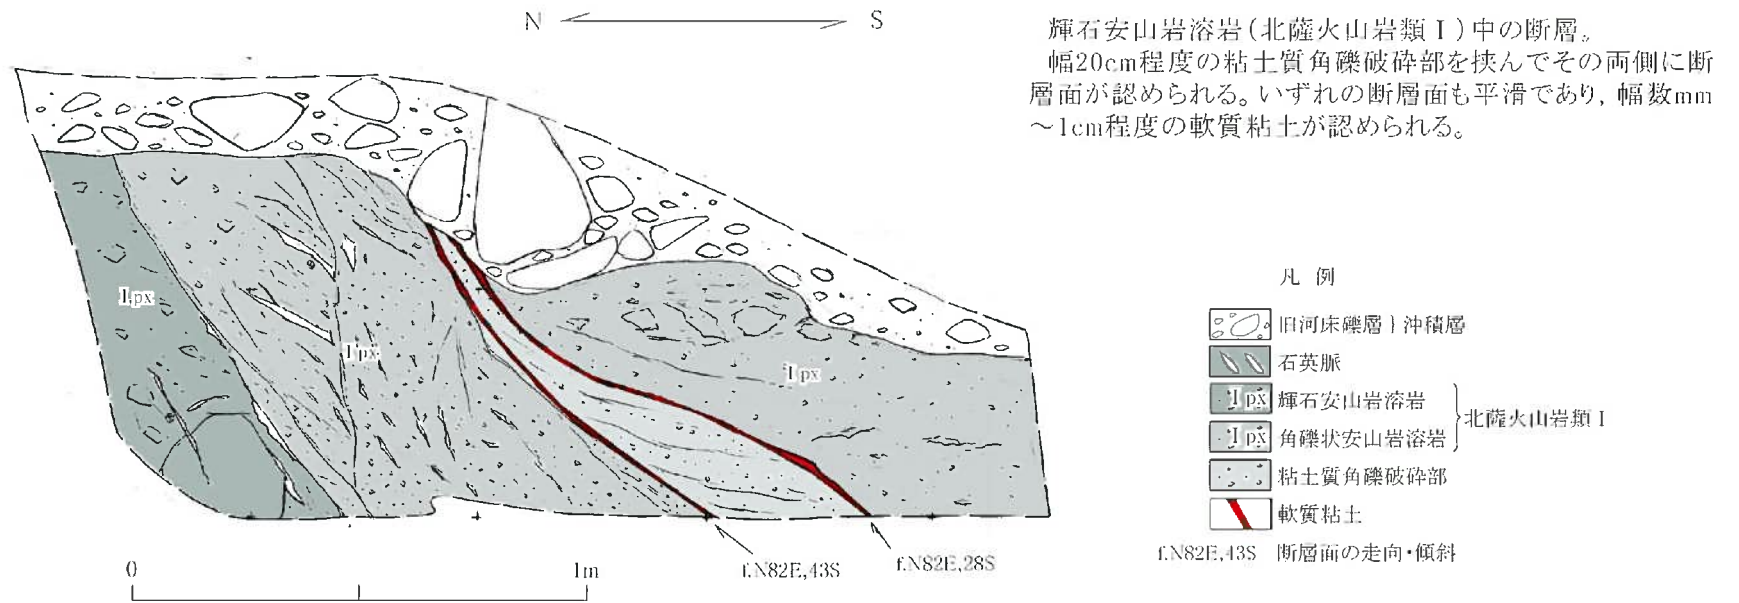 N S
輝石安山岩溶岩(北薩火山岩類Ⅰ)中の断層。
幅20cm程度の粘土質角礫破砕部を挟んでその両側に断
層面が認められる。いずれの断層面も平滑であり，幅数mm
～1cm程度の軟質粘土が認められる。
I px
I px
I px
凡 例
旧河床礫層}沖積層
石英脈
I px 輝石安山岩溶岩
I px 角礫状安山岩溶岩
}北薩火山岩類Ⅰ
粘土質角礫破砕部
軟質粘土
f.N82E,43S 断層面の走向・傾斜
f.N82E,43S
f.N82E,28S
0 1m